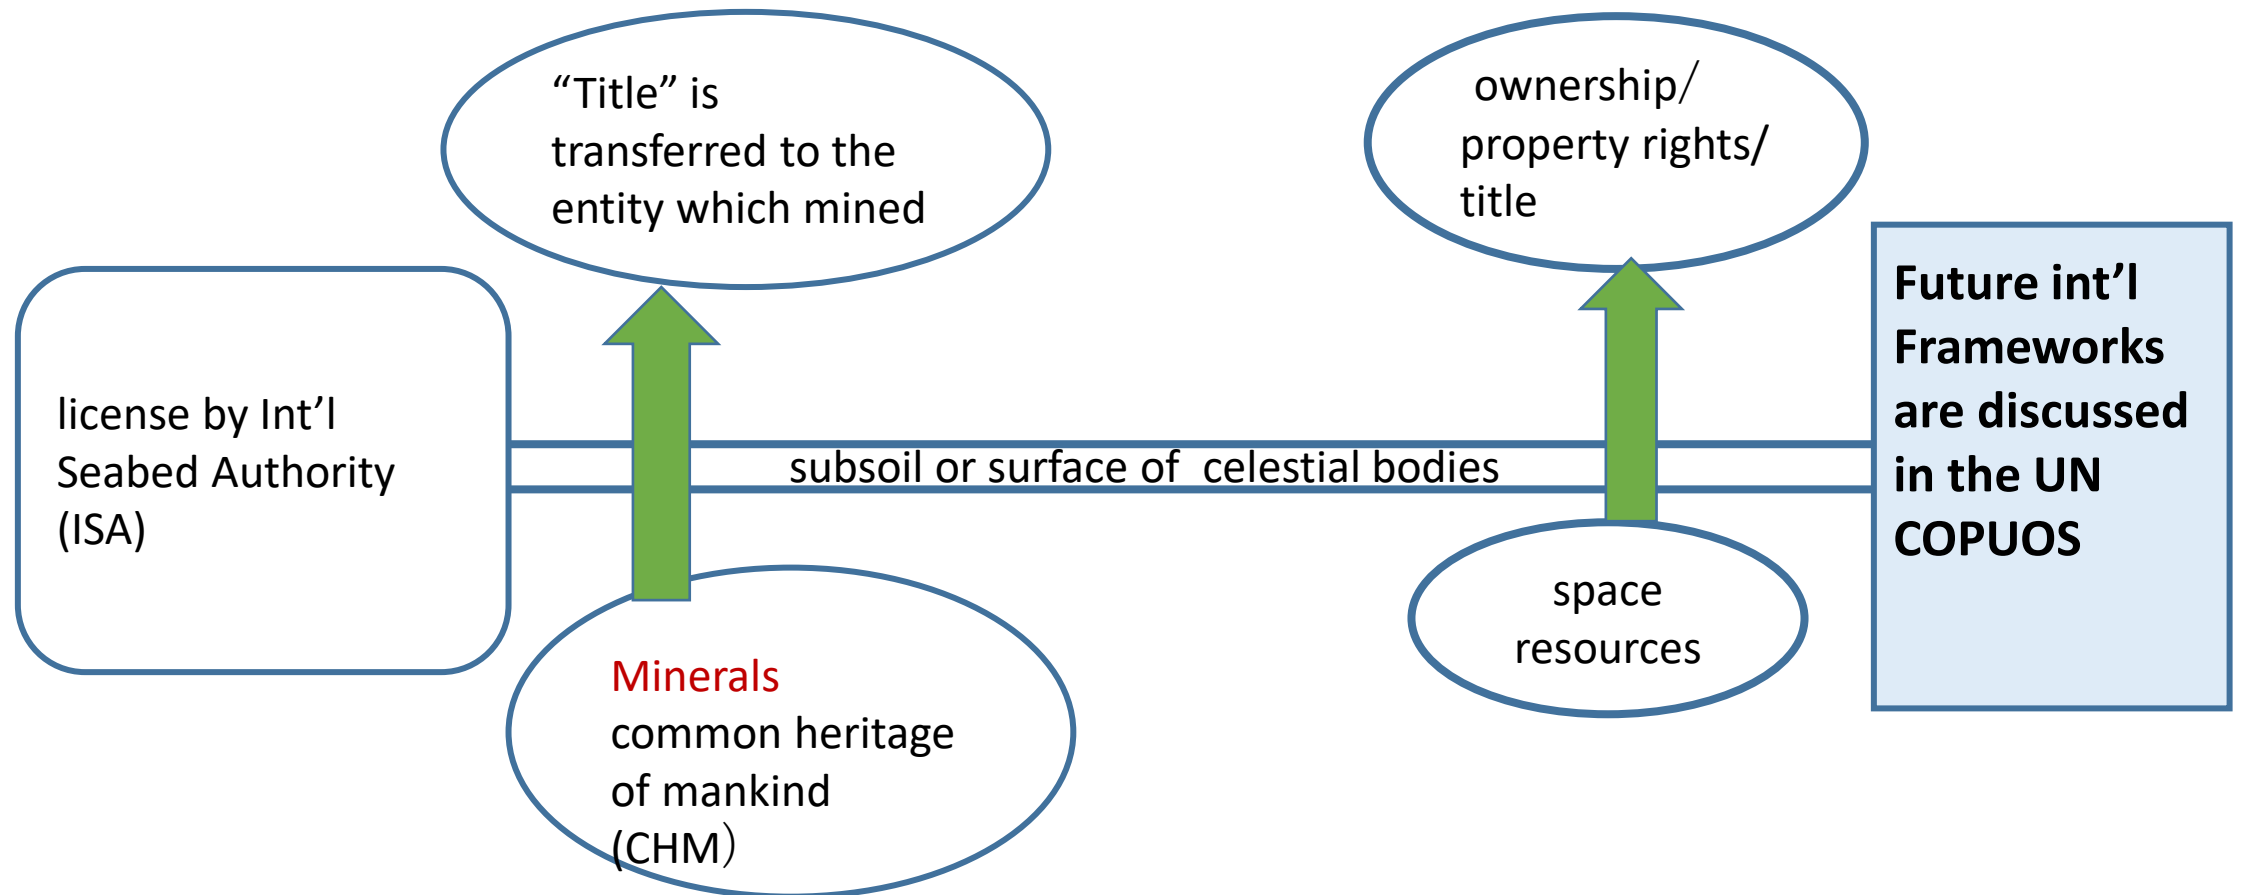 “Title” is
transferred to the
entity which mined
ownership/
property rights/
title
license by Int’l
Seabed Authority
(ISA)
subsoil or surface of  celestial bodies
Future int’l
Frameworks
are discussed
in the UN
COPUOS
Minerals
common heritage
of mankind
(CHM）
space
resources